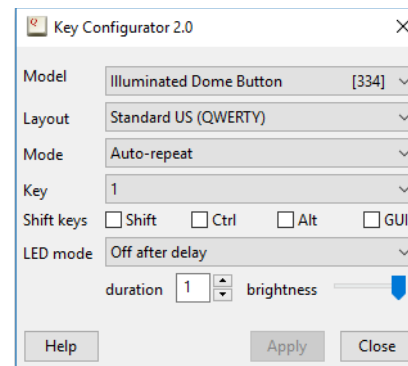 Key Configurator 2.0
Model Illuminated Dome Button [334]
Layout Standard US (QWERTY)
Mode Auto-repeat
Key 1
Shift keys Shift Ctrl Alt GUI
LED mode Off after delay
duration 1 brightness
Help Apply Close